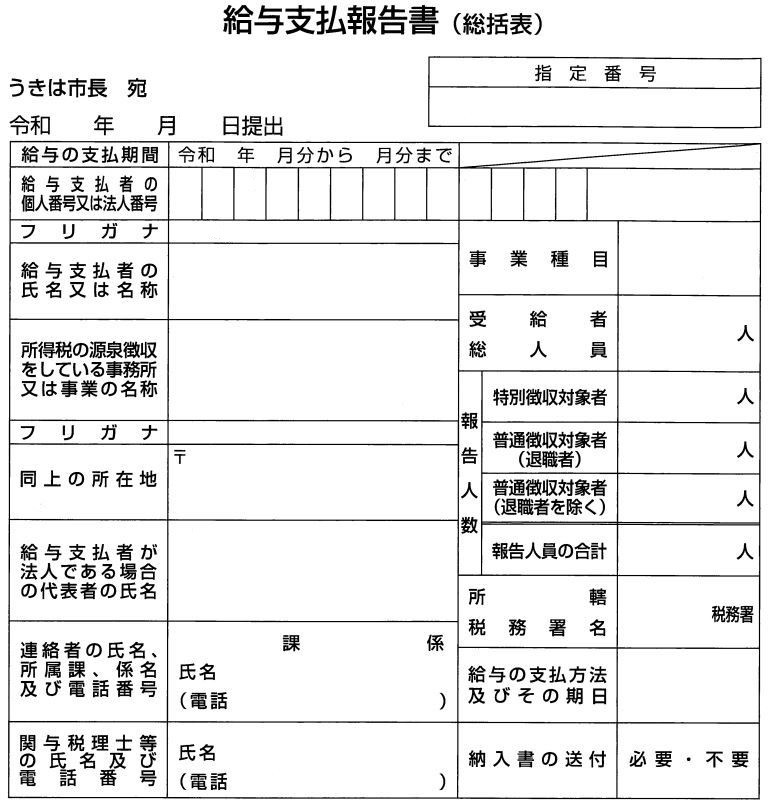 給与支払報告書（総括表）
指定番号
うきは市長　宛
令和　年　月　日提出
給与の支払期間
令和　年　月分から　月分まで
給与支払者の
個人番号又は法人番号
フリガナ
給与支払者の
氏名又は名称
所得税の源泉徴収
をしている事務所
又は事業の名称
フリガナ
同上の所在地
〒
給与支払者が
法人である場合
の代表者の氏名
連絡者の氏名、
所属課、係名
及び電話番号
課　係
氏名
（電話　）
関与税理士等
の氏名及び
電話番号
氏名
（電話　）
事業種目
受給者
総人員
人
報告人数
特別徴収対象者
人
普通徴収対象者
（退職者）
人
普通徴収対象者
（退職者を除く）
人
報告人員の合計
人
所轄
税務署名
税務署
給与の支払方法
及びその期日
納入書の送付
必要・不要